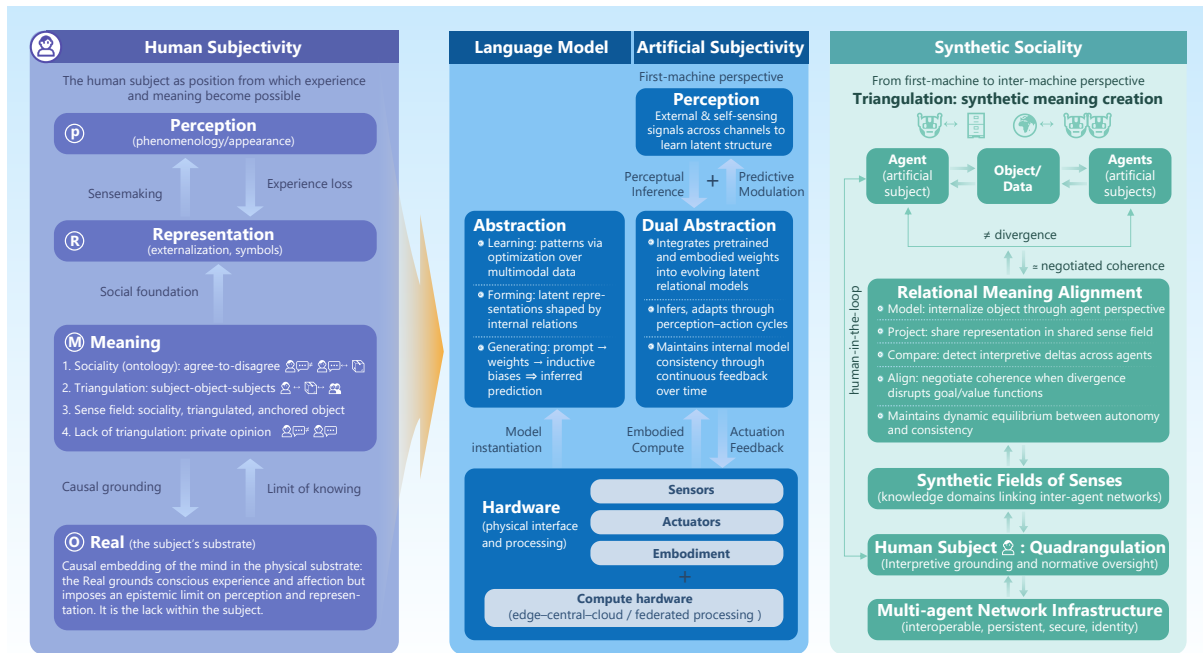 Human Subjectivity
The human subject as position from which experience
and meaning become possible
P
Perception
(phenomenology/appearance)
Sensemaking
Experience loss
R
Representation
(externalization, symbols)
Social foundation
M Meaning
1. Sociality (ontology): agree-to-disagree
2. Triangulation: subject-object-subjects
3. Sense field: sociality, triangulated, anchored object
4. Lack of triangulation: private opinion
Causal grounding
Limit of knowing
O Real (the subject's substrate)
Causal embedding of the mind in the physical substrate:
the Real grounds conscious experience and affection but
imposes an epistemic limit on perception and represen-
tation. It is the lack within the subject.
Language Model
Artificial Subjectivity
First-machine perspective
Perception
External & self-sensing
signals across channels to
learn latent structure
Perceptual
Inference
+
Predictive
Modulation
Abstraction
• Learning: patterns via
optimization over
multimodal data
• Forming: latent repre-
sentations shaped by
internal relations
• Generating: prompt →
weights → inductive
biases ⇒ inferred
prediction
Dual Abstraction
• Integrates pretrained
and embodied weights
into evolving latent
relational models
• Infers, adapts through
perception–action cycles
• Maintains internal model
consistency through
continuous feedback
over time
Model
instantiation
Embodied
Compute
Actuation
Feedback
Hardware
(physical interface
and processing)
Sensors
Actuators
Embodiment
+
Compute hardware
(edge–central–cloud / federated processing )
Synthetic Sociality
From first-machine to inter-machine perspective
Triangulation: synthetic meaning creation
Agent
(artificial
subject)
Object/
Data
Agents
(artificial
subjects)
≠ divergence
= negotiated coherence
human-in-the-loop
Relational Meaning Alignment
• Model: internalize object through agent perspective
• Project: share representation in shared sense field
• Compare: detect interpretive deltas across agents
• Align: negotiate coherence when divergence
disrupts goal/value functions
• Maintains dynamic equilibrium between autonomy
and consistency
Synthetic Fields of Senses
(knowledge domains linking inter-agent networks)
Human Subject : Quadrangulation
(Interpretive grounding and normative oversight)
Multi-agent Network Infrastructure
(interoperable, persistent, secure, identity)